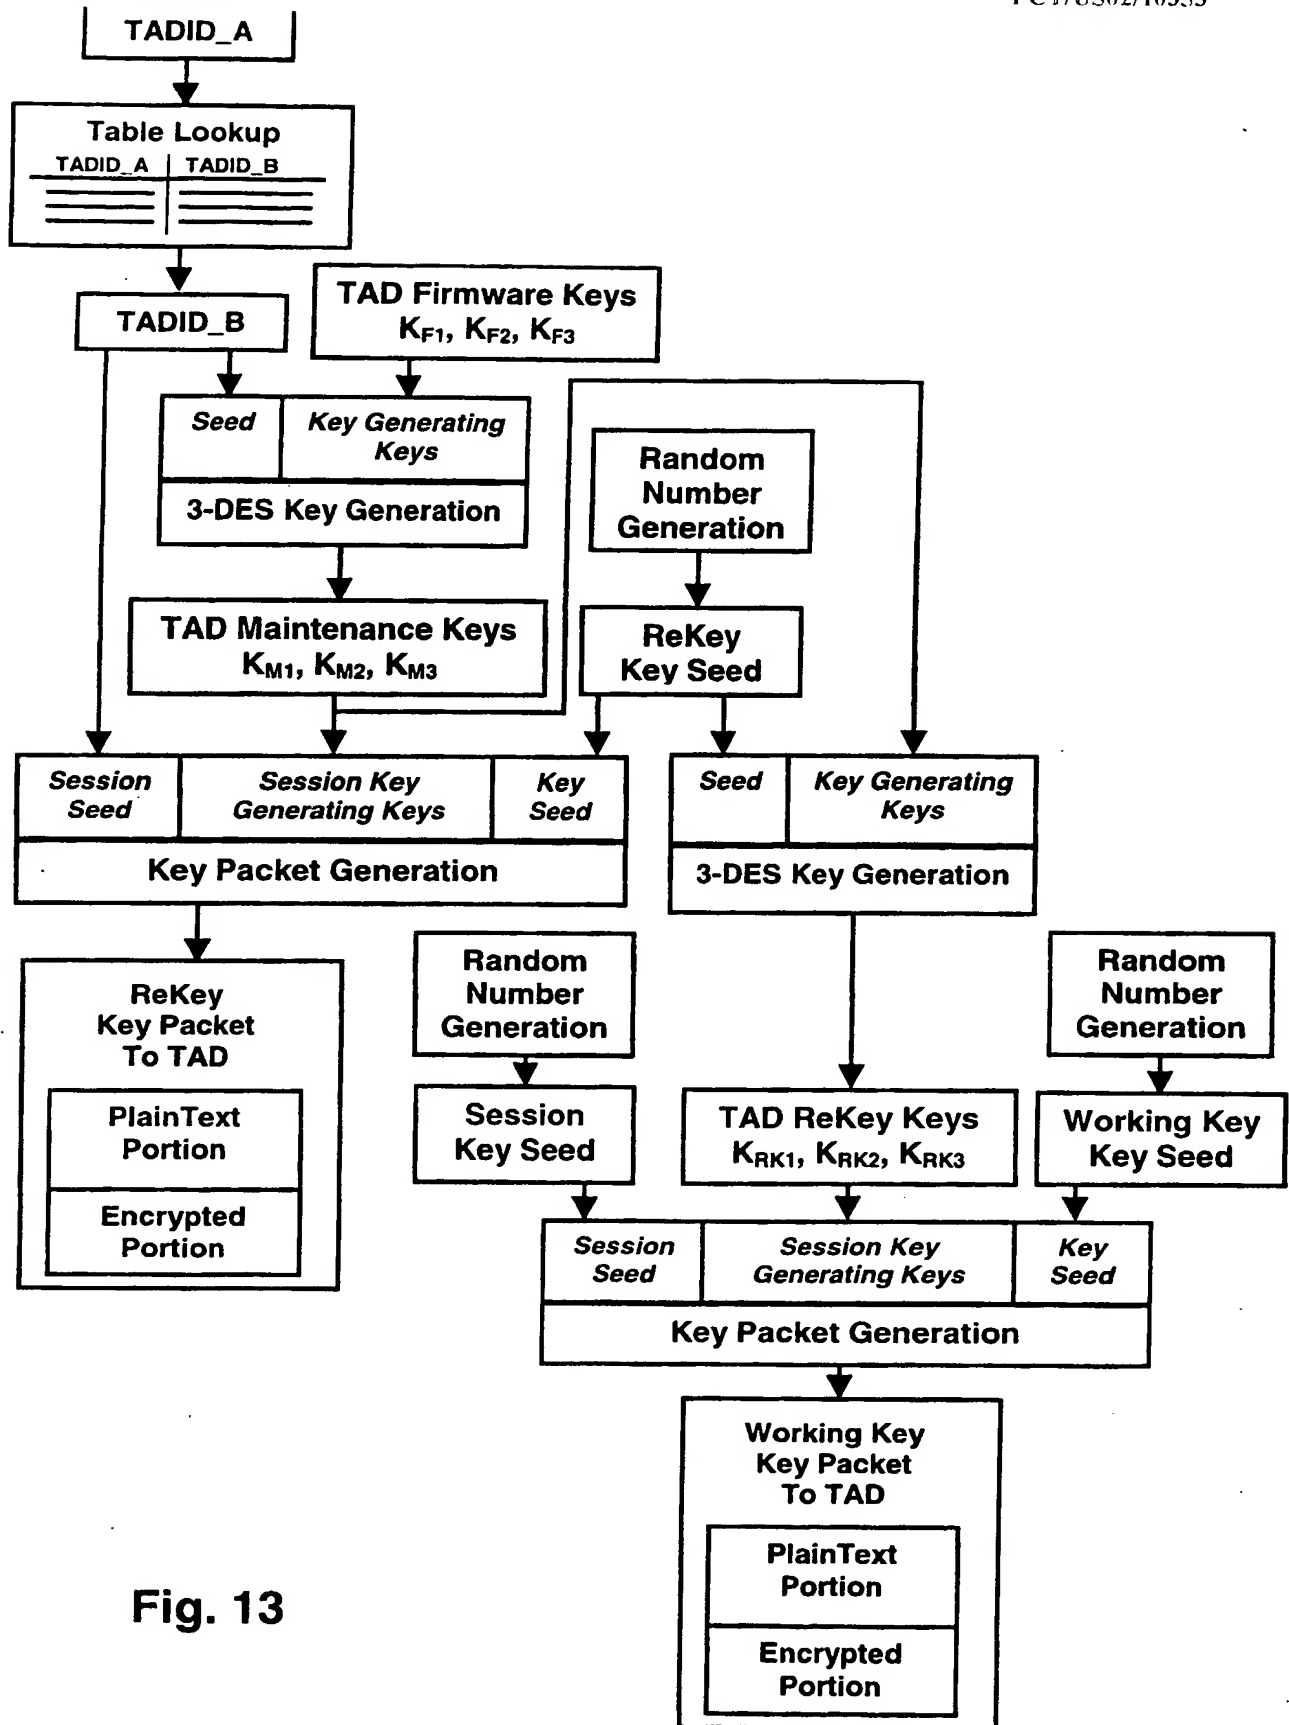 TADID_A
Table Lookup
TADID_A TADID_B
TADID_B
TAD Firmware Keys
KF1, KF2, KF3
Seed
Key Generating
Keys
3-DES Key Generation
Random
Number
Generation
TAD Maintenance Keys
KM1, KM2, KM3
ReKey
Key Seed
Session
Seed
Session Key
Generating Keys
Key
Seed
Key Packet Generation
Seed
Key Generating
Keys
3-DES Key Generation
ReKey
Key Packet
To TAD
PlainText
Portion
Encrypted
Portion
Random
Number
Generation
Session
Key Seed
TAD ReKey Keys
KRK1, KRK2, KRK3
Random
Number
Generation
Working Key
Key Seed
Session
Seed
Session Key
Generating Keys
Key
Seed
Key Packet Generation
Working Key
Key Packet
To TAD
PlainText
Portion
Encrypted
Portion
Fig. 13